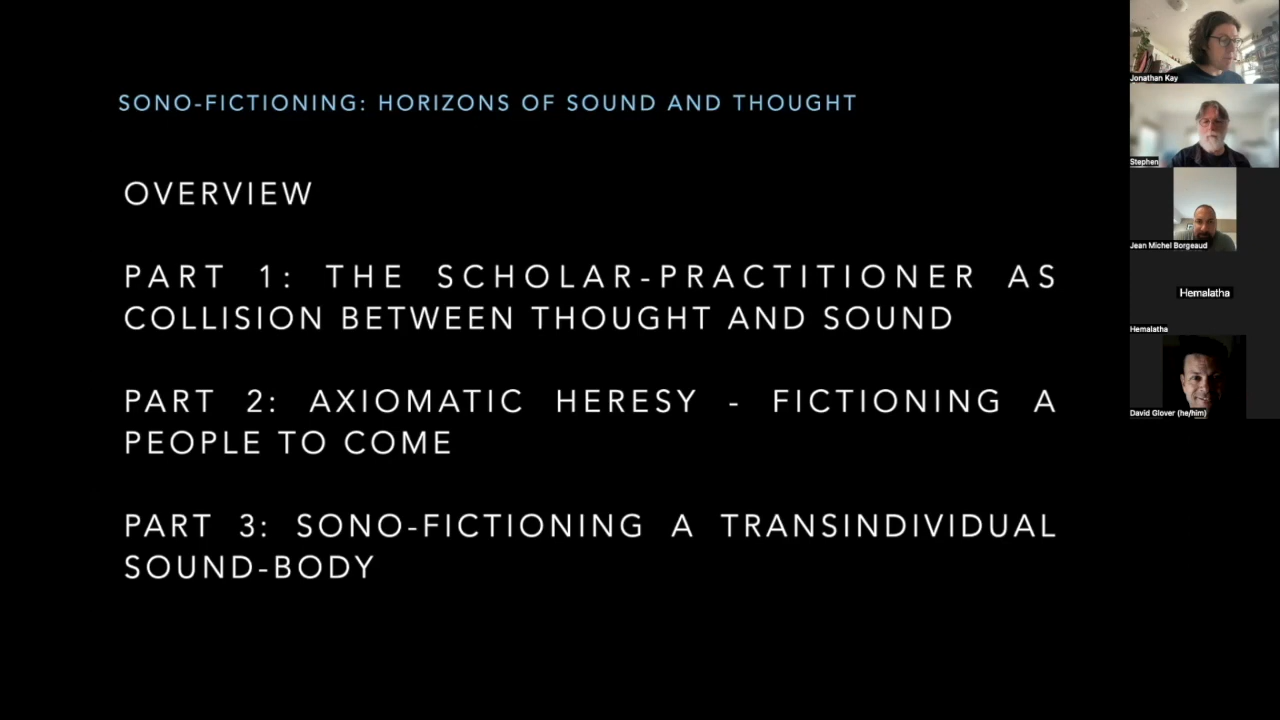 SONO-FICTIONING: HORIZONS OF SOUND AND THOUGHT
OVERVIEW
PART 1: THE SCHOLAR-PRACTITIONER AS
COLLISION BETWEEN THOUGHT AND SOUND
PART 2: AXIOMATIC HERESY - FICTIONING A
PEOPLE TO COME
PART 3: SONO-FICTIONING A TRANSINDIVIDUAL
SOUND-BODY
Jonathan Kay
Stephen
Jean Michel Borgeaud
Hemalatha
Hemalatha
David Glover (he/him)